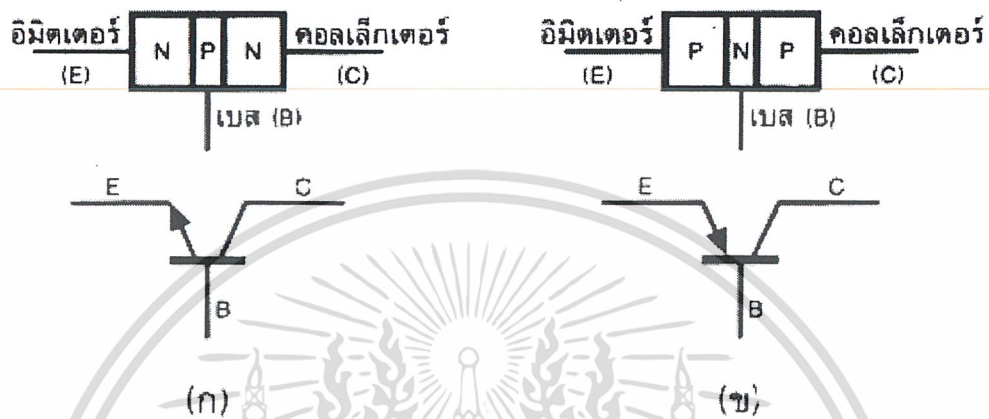 อิมิตเตอร์ N P N คอลเล็กเตอร์
(E) (C)
เบส (B)
E C
B
(ก)
อิมิตเตอร์ P N P คอลเล็กเตอร์
(E) (C)
เบส (B)
E C
B
(ข)